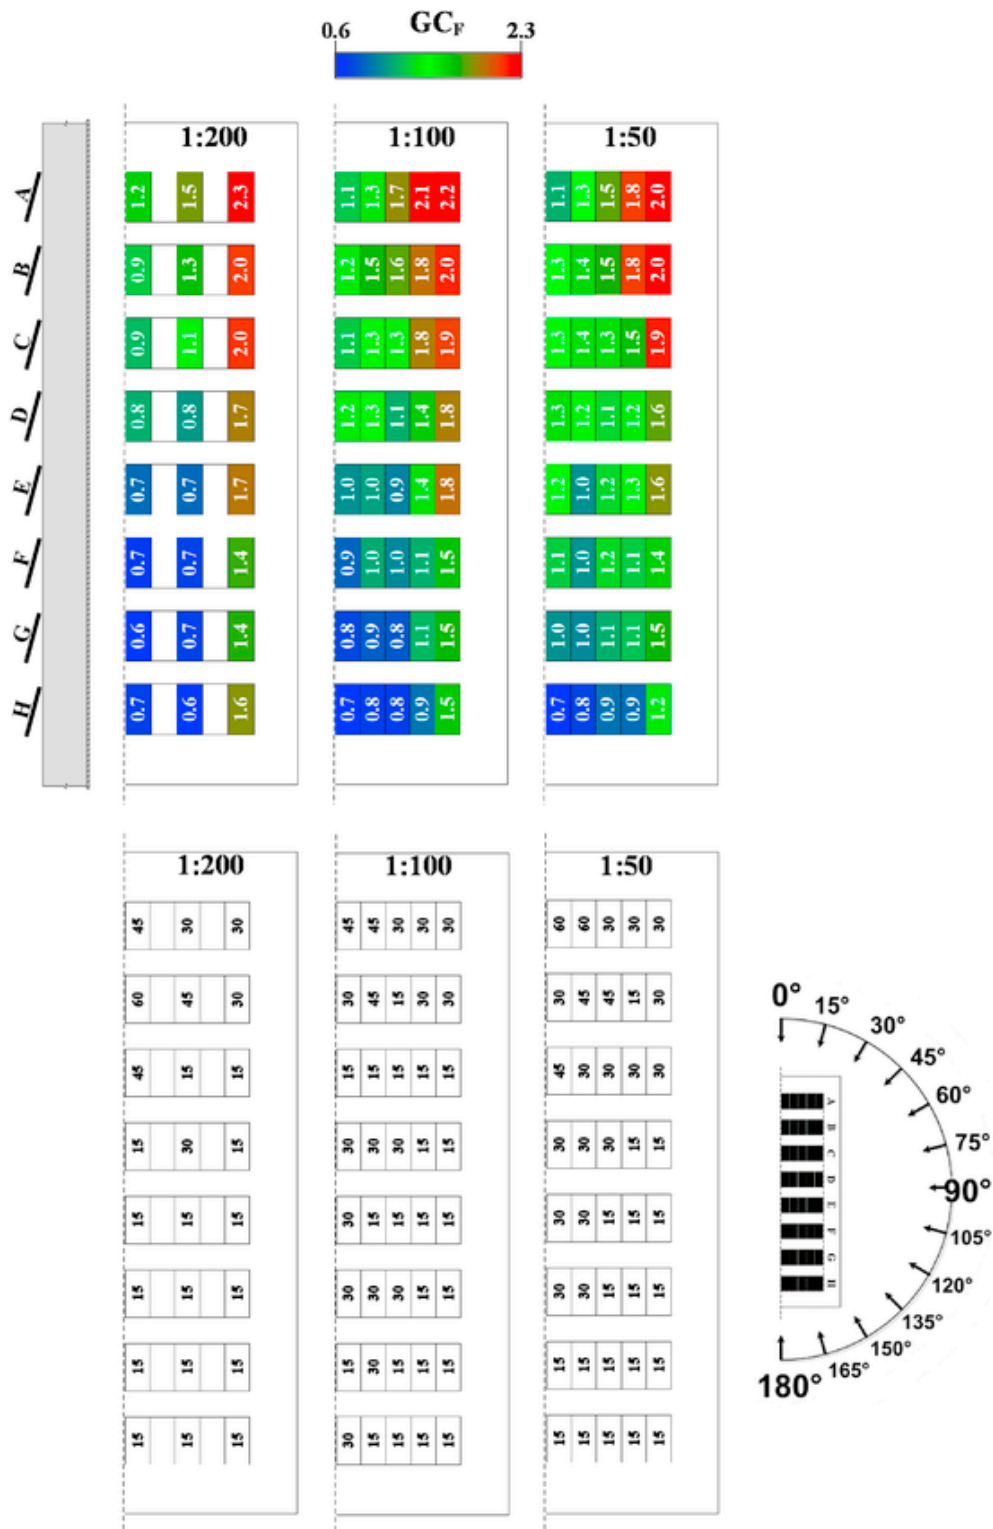 GC_F
0.6 2.3
1:200 1:100 1:50
A 1.2 1.5 2.3 1.1 1.3 1.7 2.1 2.2 1.1 1.3 1.5 1.8 2.0
B 0.9 1.3 2.0 1.2 1.5 1.6 1.8 2.0 1.3 1.4 1.5 1.8 2.0
C 0.9 1.1 2.0 1.1 1.3 1.3 1.8 1.9 1.3 1.4 1.3 1.5 1.9
D 0.8 0.8 1.7 1.2 1.3 1.1 1.4 1.8 1.3 1.2 1.1 1.2 1.6
E 0.7 0.7 1.7 1.0 1.0 0.9 1.4 1.8 1.2 1.0 1.2 1.3 1.6
F 0.7 0.7 1.4 0.9 1.0 1.0 1.1 1.5 1.1 1.0 1.2 1.1 1.4
G 0.6 0.7 1.4 0.8 0.9 0.8 1.1 1.5 1.0 1.0 1.1 1.1 1.5
H 0.7 0.6 1.6 0.7 0.8 0.8 0.9 1.5 0.7 0.8 0.9 0.9 1.2
1:200 1:100 1:50
45 30 30 45 45 30 30 30 60 60 30 30 30
60 45 30 30 45 15 30 30 30 45 45 15 30
45 15 15 15 15 15 15 15 45 30 30 30 30
15 30 15 30 30 30 15 15 30 30 30 15 15
15 15 15 30 15 15 15 15 30 30 15 15 15
15 15 15 30 30 30 15 15 30 30 15 15 15
15 15 15 15 30 15 15 15 15 15 15 15 15
15 15 15 30 15 15 15 15 15 15 15 15 15
0°
15°
30°
45°
60°
75°
90°
105°
120°
135°
150°
165°
180°
A
B
C
D
E
F
G
H